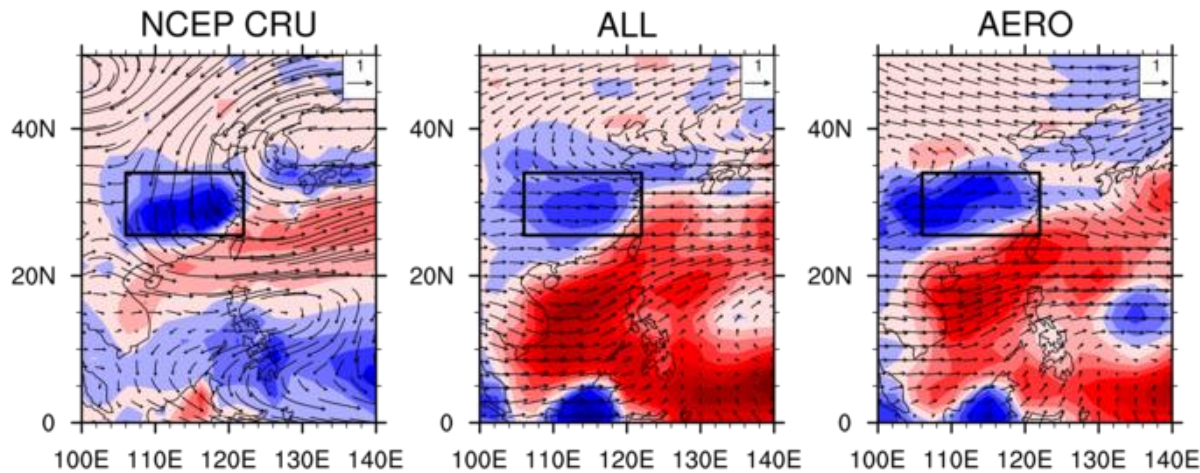 NCEP CRU ALL AERO
1 1 1
40N 40N 40N
20N 20N 20N
0 0 0
100E 110E 120E 130E 140E 100E 110E 120E 130E 140E 100E 110E 120E 130E 140E